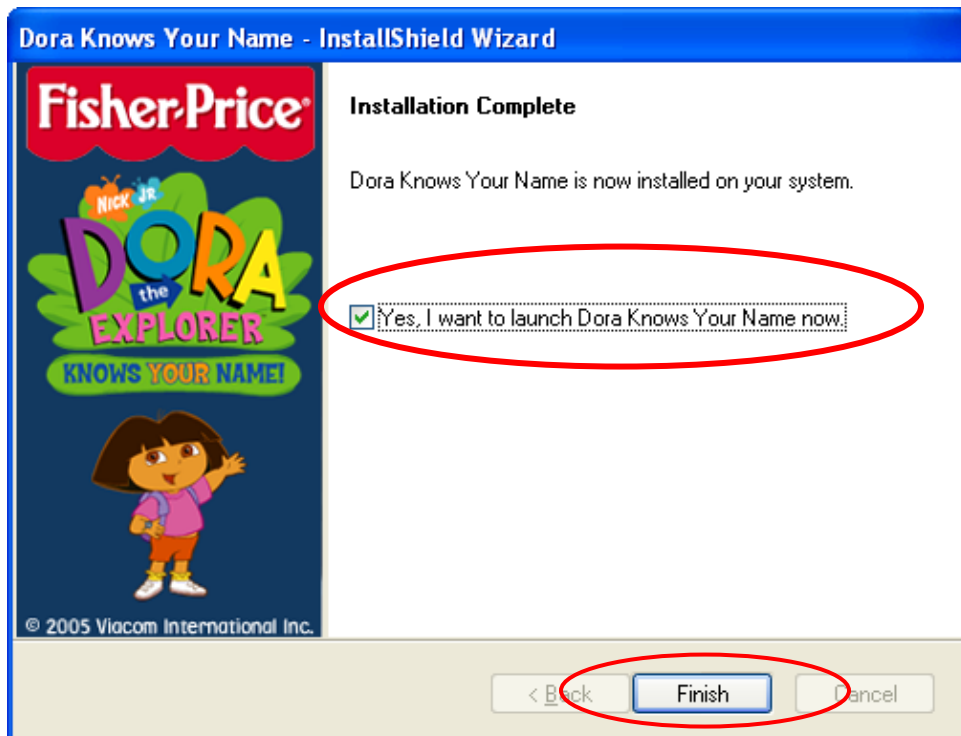 Dora Knows Your Name - InstallShield Wizard
Fisher-Price®
NICK JR
DORA
the
EXPLORER™
KNOWS YOUR NAME!
© 2005 Viacom International Inc.
Installation Complete
Dora Knows Your Name is now installed on your system.
Yes, I want to launch Dora Knows Your Name now.
< Back Finish Cancel